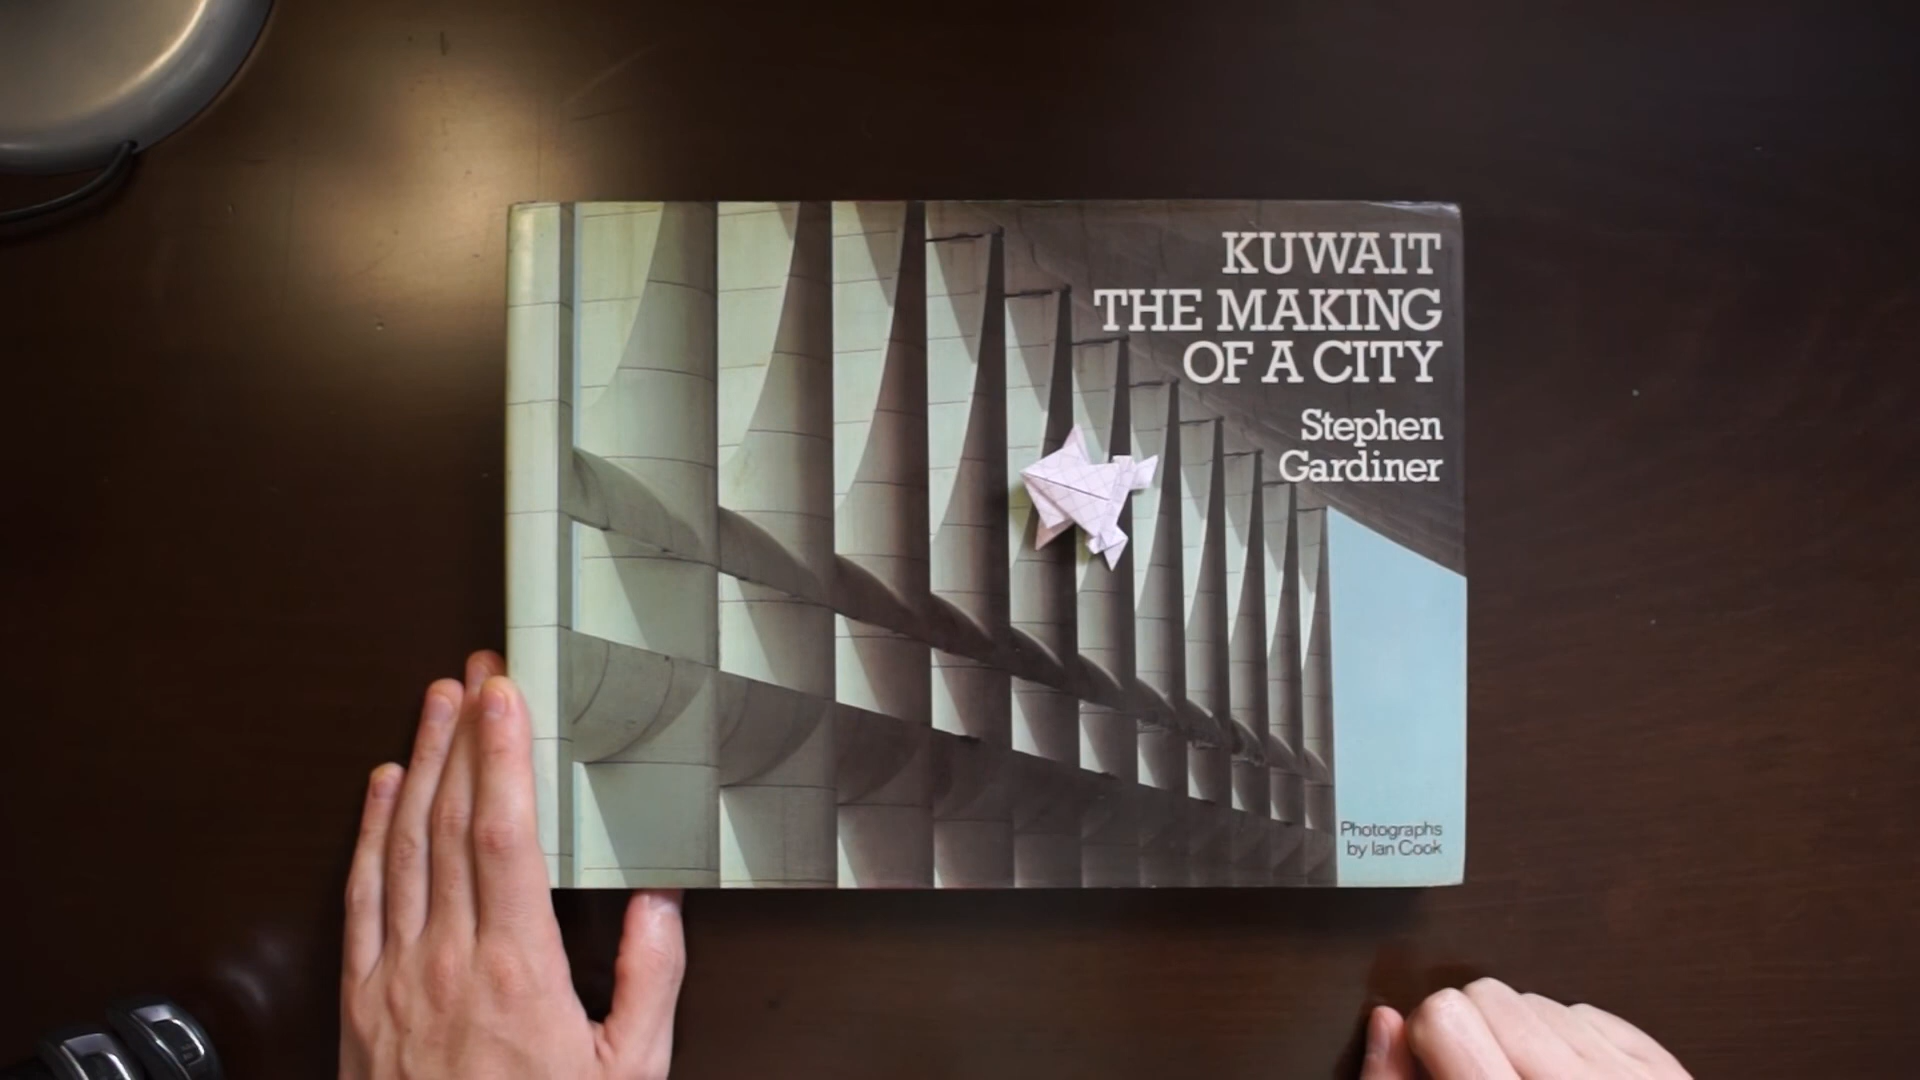 KUWAIT
THE MAKING
OF A CITY
Stephen
Gardiner
Photographs
by Ian Cook